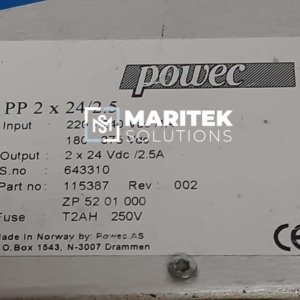 powec
PP 2 x 24/2.5
MARITEK
SOLUTIONS
Input
Output : 2 x 24 Vdc /2.5A
S.no : 643310
Part no: 115387 Rev: 002
ZP 52 01 000
Fuse : T2AH 250V
Made in Norway by: Powec AS
P.O.Box 1543, N-3007 Drammen
CE